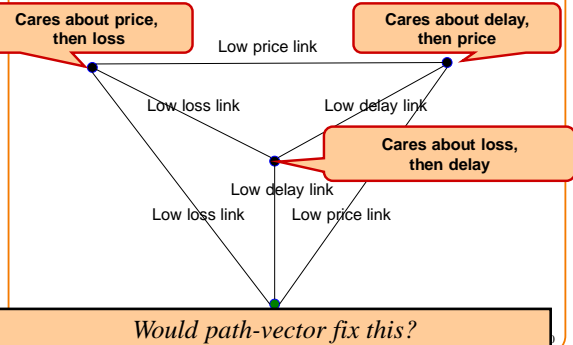 Cares about price,
then loss
Cares about delay,
then price
Low price link
Low loss link
Low delay link
Cares about loss,
then delay
Low delay link
Low loss link
Low price link
Would path-vector fix this?